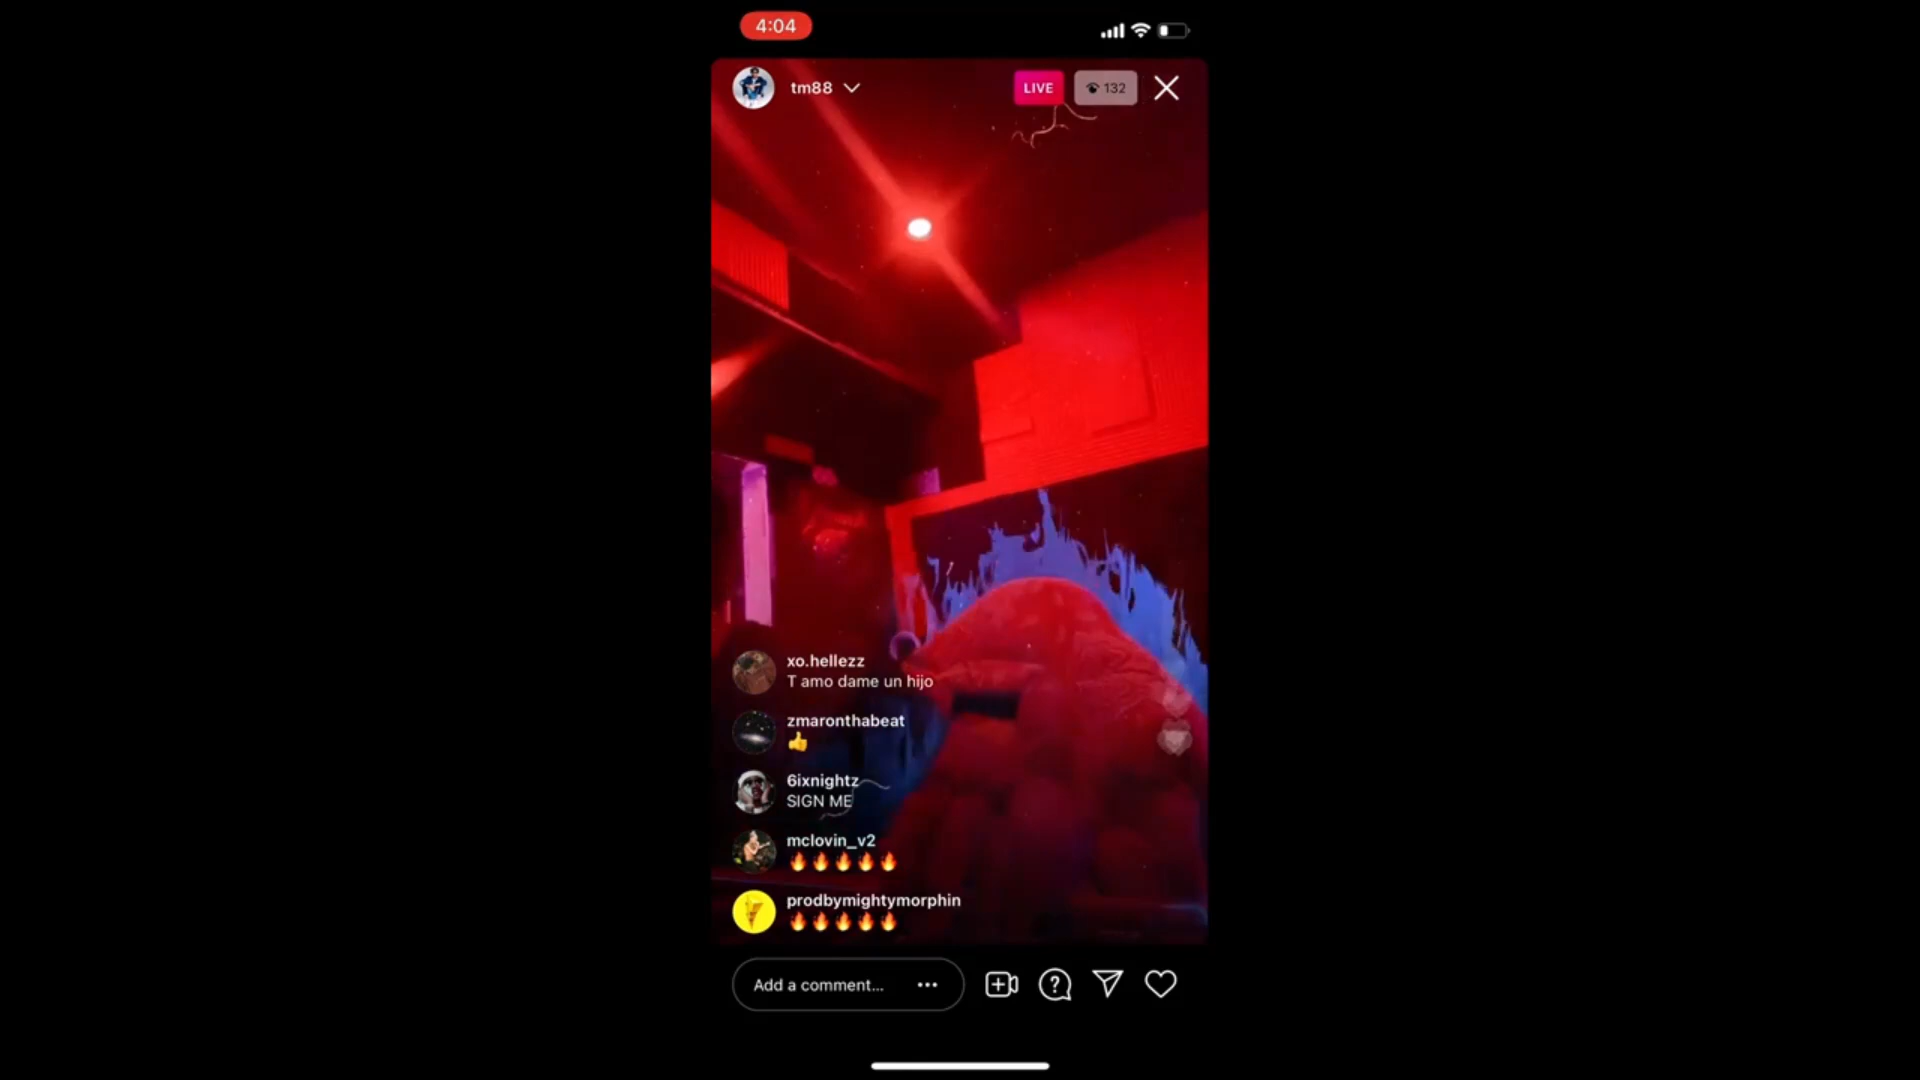 4:04
tm88
LIVE
132
xo.hellezz
T amo dame un hijo
zmaronthabeat
👍
6ixnightz
SIGN ME
mclovin_v2
🔥🔥🔥🔥🔥
prodbymightymorphin
🔥🔥🔥🔥🔥
Add a comment...